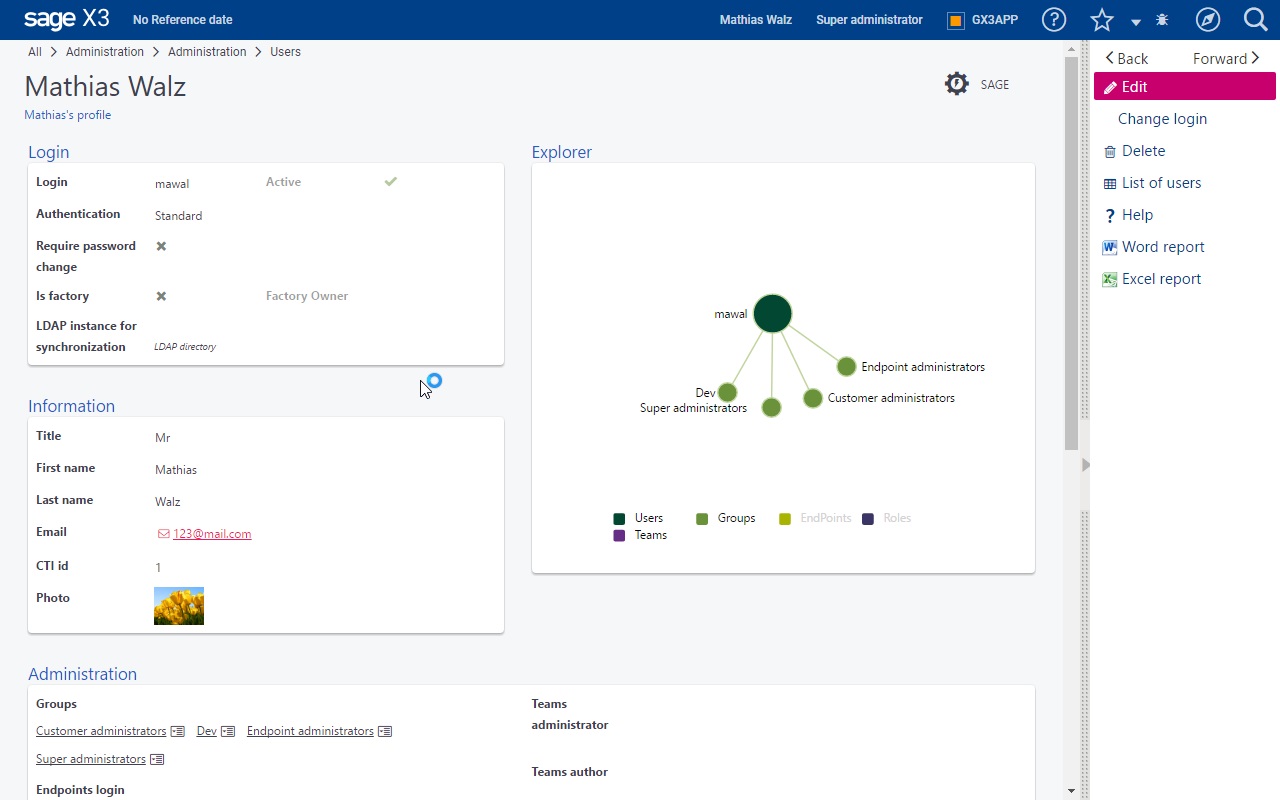 sage X3 No Reference date Mathias Walz Super administrator GX3APP ?
All > Administration > Administration > Users
Mathias Walz
SAGE
Mathias's profile
Login
Login mawal Active
Authentication Standard
Require password
change
Is factory Factory Owner
LDAP instance for
synchronization LDAP directory
Information
Title Mr
First name Mathias
Last name Walz
Email 123@mail.com
CTI id 1
Photo
Explorer
mawal
Endpoint administrators
Dev
Customer administrators
Super administrators
Users Groups EndPoints Roles
Teams
Administration
Groups
Customer administrators Dev Endpoint administrators
Super administrators
Endpoints login
Teams
administrator
Teams author
Back Forward
Edit
Change login
Delete
List of users
? Help
Word report
Excel report